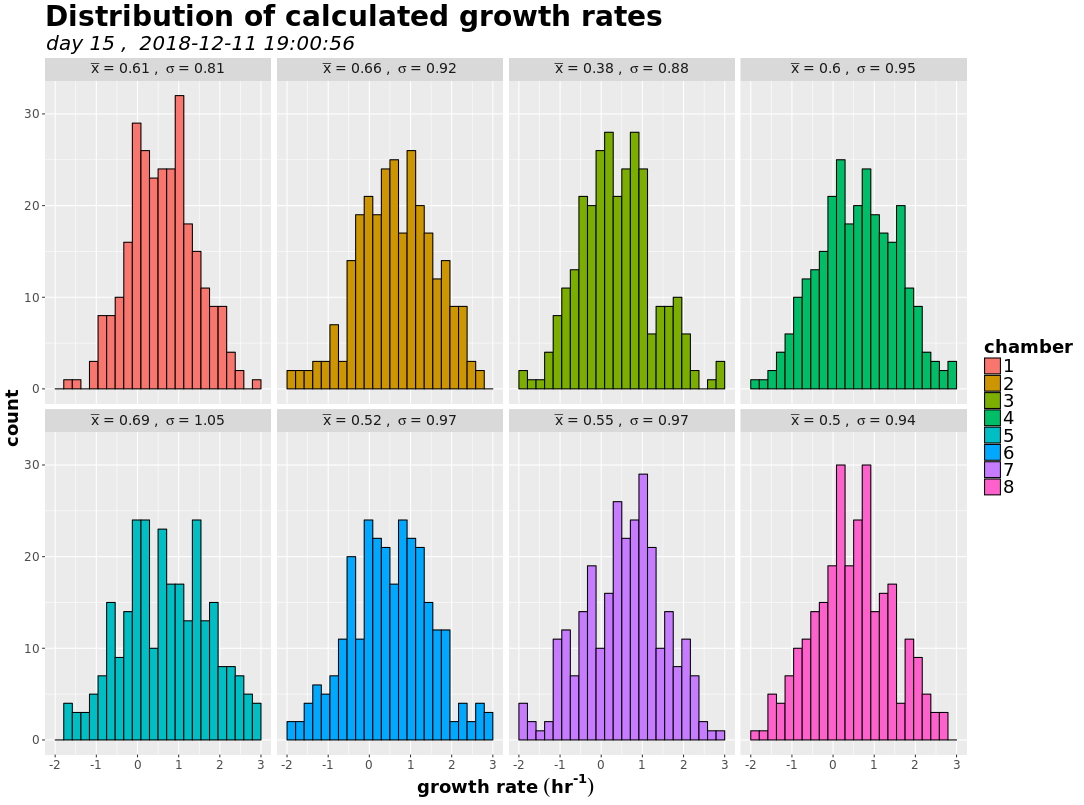 Distribution of calculated growth rates
day 15 ,  2018-12-11 19:00:56
x̅ = 0.61 ,  σ = 0.81
x̅ = 0.66 ,  σ = 0.92
x̅ = 0.38 ,  σ = 0.88
x̅ = 0.6 ,  σ = 0.95
30
20
10
0
x̅ = 0.69 ,  σ = 1.05
x̅ = 0.52 ,  σ = 0.97
x̅ = 0.55 ,  σ = 0.97
x̅ = 0.5 ,  σ = 0.94
30
20
10
0
-2 -1 0 1 2 3
-2 -1 0 1 2 3
-2 -1 0 1 2 3
-2 -1 0 1 2 3
growth rate (hr⁻¹)
count
chamber
1
2
3
4
5
6
7
8